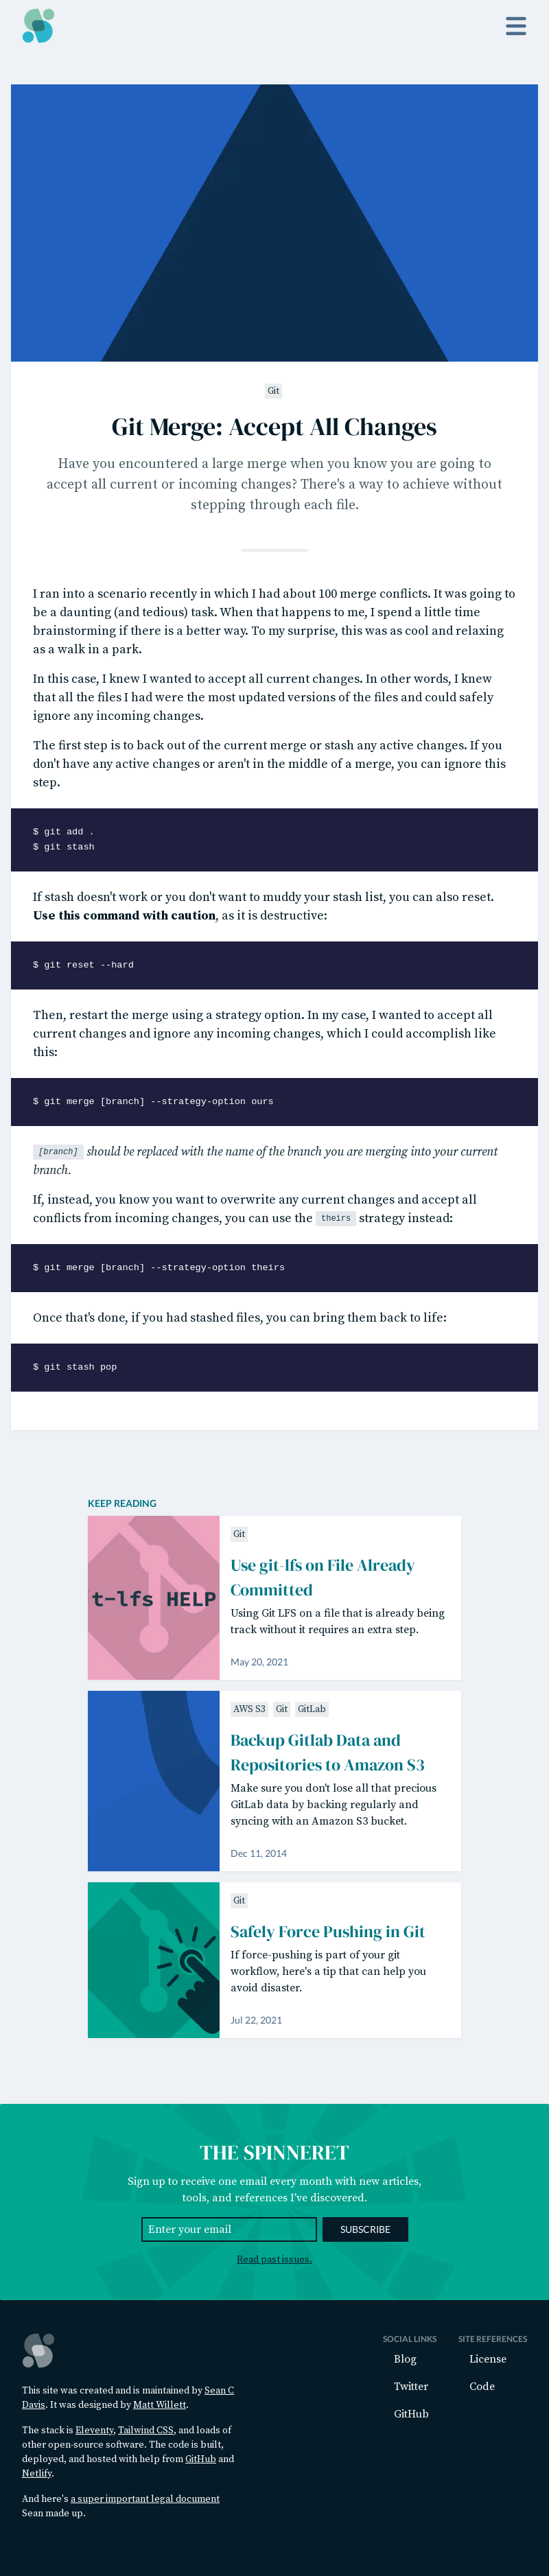 Git
Git Merge: Accept All Changes
Have you encountered a large merge when you know you are going to
accept all current or incoming changes? There's a way to achieve without
stepping through each file.
I ran into a scenario recently in which I had about 100 merge conflicts. It was going to
be a daunting (and tedious) task. When that happens to me, I spend a little time
brainstorming if there is a better way. To my surprise, this was as cool and relaxing
as a walk in a park.
In this case, I knew I wanted to accept all current changes. In other words, I knew
that all the files I had were the most updated versions of the files and could safely
ignore any incoming changes.
The first step is to back out of the current merge or stash any active changes. If you
don't have any active changes or aren't in the middle of a merge, you can ignore this
step.
$ git add .
$ git stash
If stash doesn't work or you don't want to muddy your stash list, you can also reset.
Use this command with caution, as it is destructive:
$ git reset --hard
Then, restart the merge using a strategy option. In my case, I wanted to accept all
current changes and ignore any incoming changes, which I could accomplish like
this:
$ git merge [branch] --strategy-option ours
[branch] should be replaced with the name of the branch you are merging into your current
branch.
If, instead, you know you want to overwrite any current changes and accept all
conflicts from incoming changes, you can use the theirs strategy instead:
$ git merge [branch] --strategy-option theirs
Once that's done, if you had stashed files, you can bring them back to life:
$ git stash pop
KEEP READING
t-lfs HELP
Git
Use git-lfs on File Already
Committed
Using Git LFS on a file that is already being
track without it requires an extra step.
May 20, 2021
AWS S3 Git GitLab
Backup Gitlab Data and
Repositories to Amazon S3
Make sure you don't lose all that precious
GitLab data by backing regularly and
syncing with an Amazon S3 bucket.
Dec 11, 2014
Git
Safely Force Pushing in Git
If force-pushing is part of your git
workflow, here's a tip that can help you
avoid disaster.
Jul 22, 2021
THE SPINNERET
Sign up to receive one email every month with new articles,
tools, and references I've discovered.
Enter your email SUBSCRIBE
Read past issues.
This site was created and is maintained by Sean C
Davis. It was designed by Matt Willett.
The stack is Eleventy, Tailwind CSS, and loads of
other open-source software. The code is built,
deployed, and hosted with help from GitHub and
Netlify.
And here's a super important legal document
Sean made up.
SOCIAL LINKS
Blog
Twitter
GitHub
SITE REFERENCES
License
Code